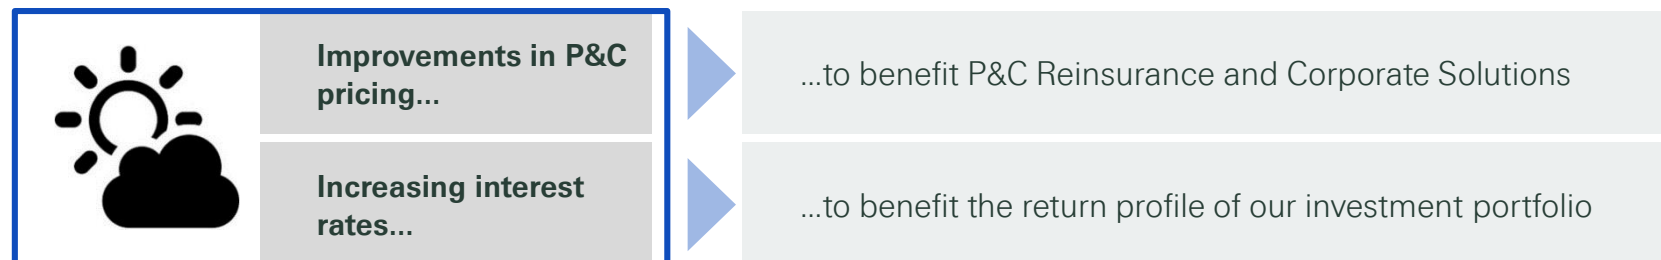 Improvements in P&C
pricing...
...to benefit P&C Reinsurance and Corporate Solutions
Increasing interest
rates...
...to benefit the return profile of our investment portfolio